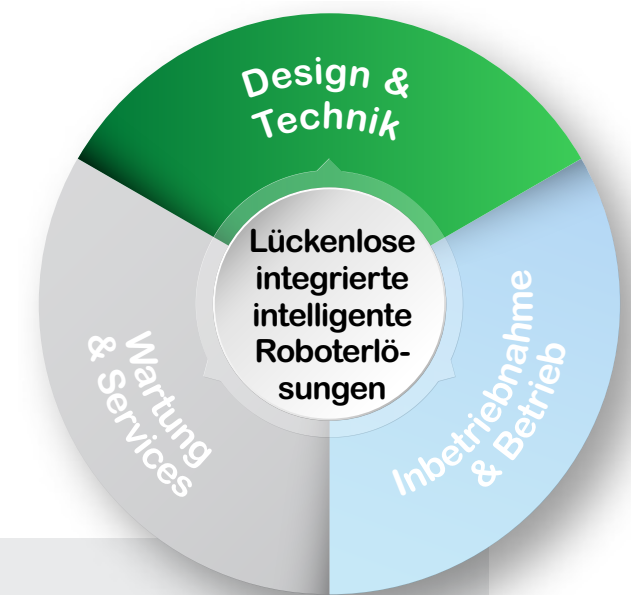 Design &
Technik
Lückenlose
integrierte
intelligente
Roboterlö-
sungen
Wartung
& Services
Inbetriebnahme
& Betrieb